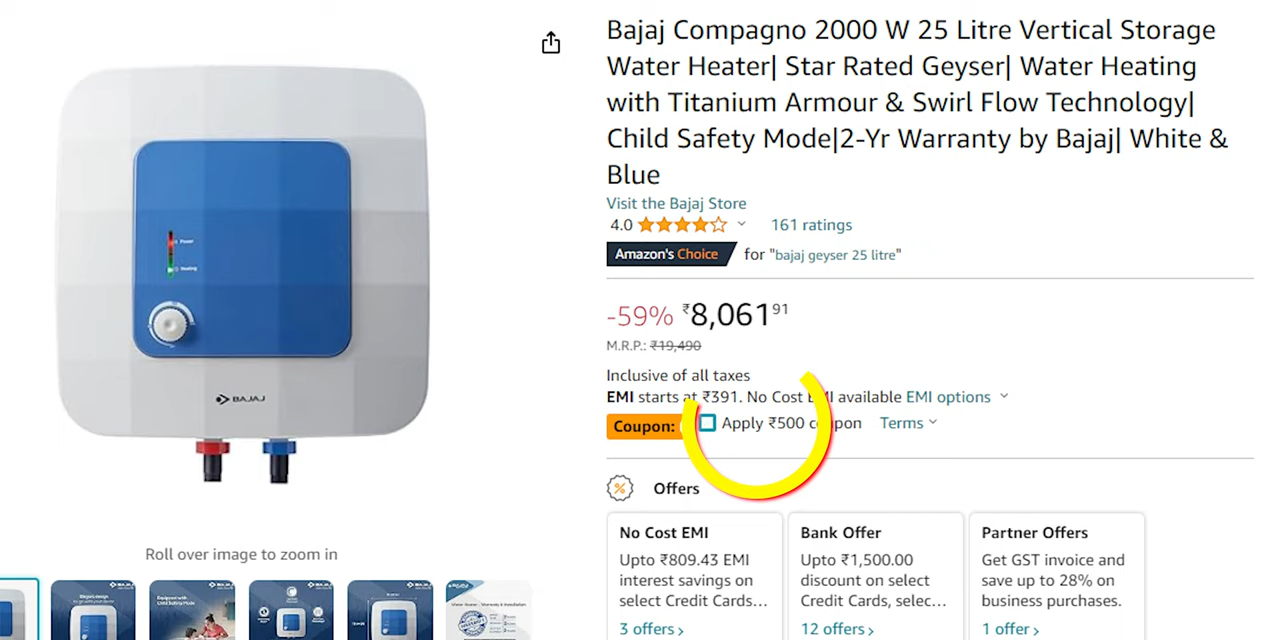 Bajaj Compagno 2000 W 25 Litre Vertical Storage
Water Heater| Star Rated Geyser| Water Heating
with Titanium Armour & Swirl Flow Technology|
Child Safety Mode|2-Yr Warranty by Bajaj| White &
Blue
Visit the Bajaj Store
4.0 161 ratings
Amazon's Choice for "bajaj geyser 25 litre"
-59% ₹8,061 91
M.R.P.: ₹19,490
Inclusive of all taxes
EMI starts at ₹391. No Cost EMI available EMI options
Coupon: Apply ₹500 coupon Terms
Offers
No Cost EMI
Upto ₹809.43 EMI
interest savings on
select Credit Cards...
3 offers ›
Bank Offer
Upto ₹1,500.00
discount on select
Credit Cards, selec...
12 offers ›
Partner Offers
Get GST invoice and
save up to 28% on
business purchases.
1 offer ›
Power
Heating
BAJAJ
Roll over image to zoom in